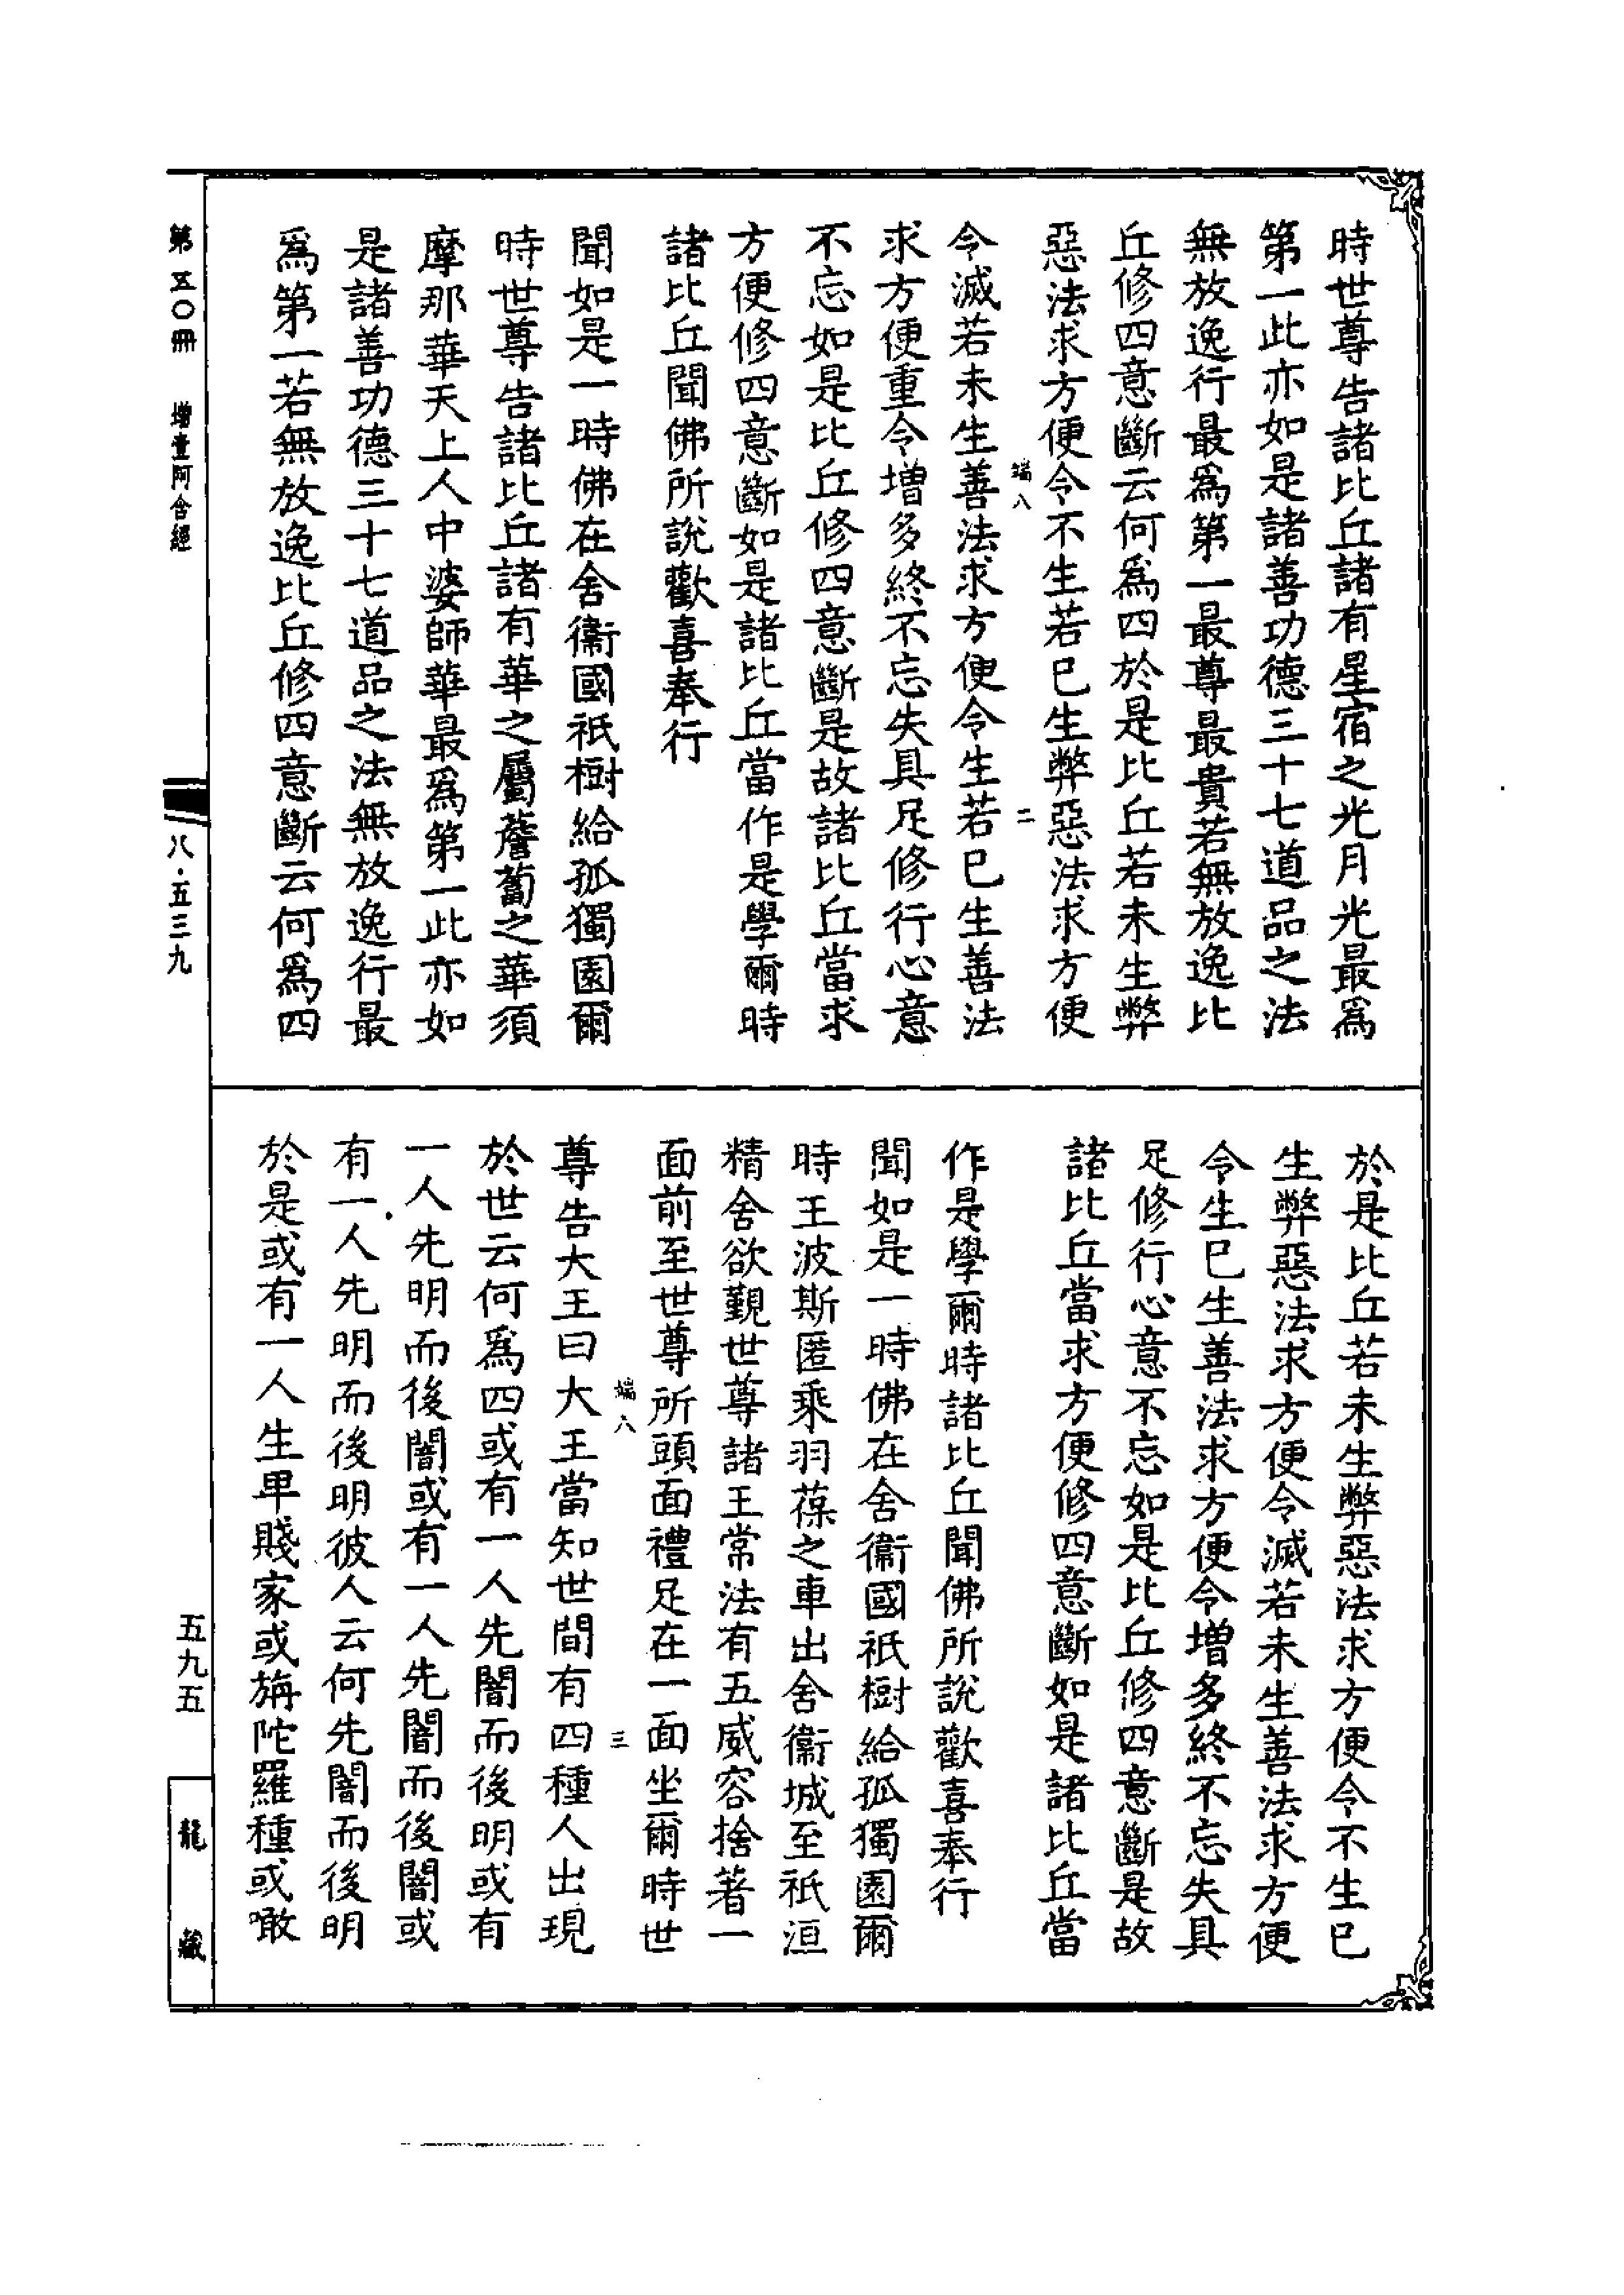 時世尊告諸比丘諸有星宿之光月光最爲
第一此亦如是諸善功德三十七道品之法
無放逸行最爲第一最尊最貴若無放逸比
丘修四意斷云何爲四於是比丘若未生弊
惡法求方便令不生若已生弊惡法求方便
端八 二
令滅若未生善法求方便令生若已生善法
求方便重令增多終不忘失具足修行心意
不忘如是比丘修四意斷是故諸比丘當求
方便修四意斷如是諸比丘當作是學爾時
諸比丘聞佛所說歡喜奉行
聞如是一時佛在舍衞國祇樹給孤獨園爾
時世尊告諸比丘諸有華之屬薝蔔之華須
摩那華天上人中婆師華最爲第一此亦如
是諸善功德三十七道品之法無放逸行最
爲第一若無放逸比丘修四意斷云何爲四
於是比丘若未生弊惡法求方便令不生已
生弊惡法求方便令滅若未生善法求方便
令生已生善法求方便令增多終不忘失具
足修行心意不忘如是比丘修四意斷是故
諸比丘當求方便修四意斷如是諸比丘當
作是學爾時諸比丘聞佛所說歡喜奉行
聞如是一時佛在舍衞國祇樹給孤獨園爾
時王波斯匿乘羽葆之車出舍衞城至祇洹
精舍欲覲世尊諸王常法有五威容捨著一
面前至世尊所頭面禮足在一面坐爾時世
端八 三
尊告大王曰大王當知世間有四種人出現
於世云何爲四或有一人先闇而後明或有
一人先明而後闇或有一人先闇而後闇或
有一人先明而後明彼人云何先闇而後明
於是或有一人生卑賤家或旃陀羅種或噉
第五〇冊 增壹阿含經
八·五三九
五九五
龍藏